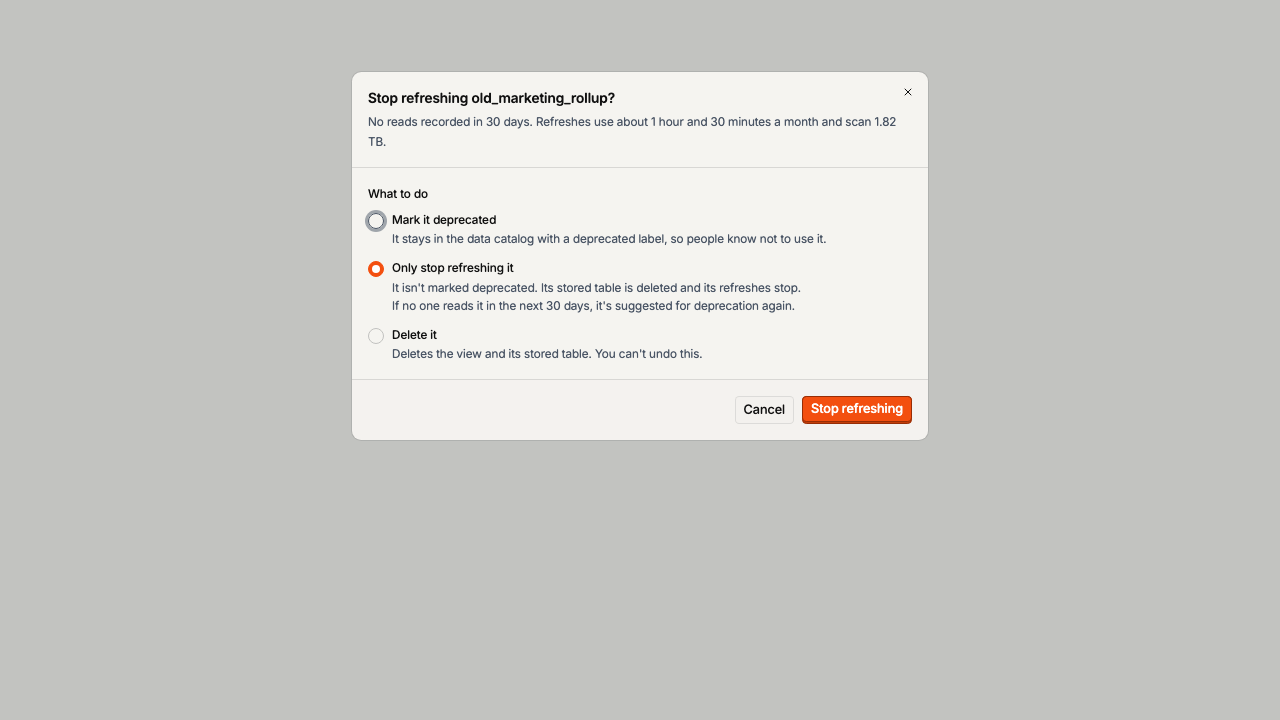 Stop refreshing old_marketing_rollup?
No reads recorded in 30 days. Refreshes use about 1 hour and 30 minutes a month and scan 1.82
TB.
What to do
Mark it deprecated
It stays in the data catalog with a deprecated label, so people know not to use it.
Only stop refreshing it
It isn't marked deprecated. Its stored table is deleted and its refreshes stop.
If no one reads it in the next 30 days, it's suggested for deprecation again.
Delete it
Deletes the view and its stored table. You can't undo this.
Cancel
Stop refreshing